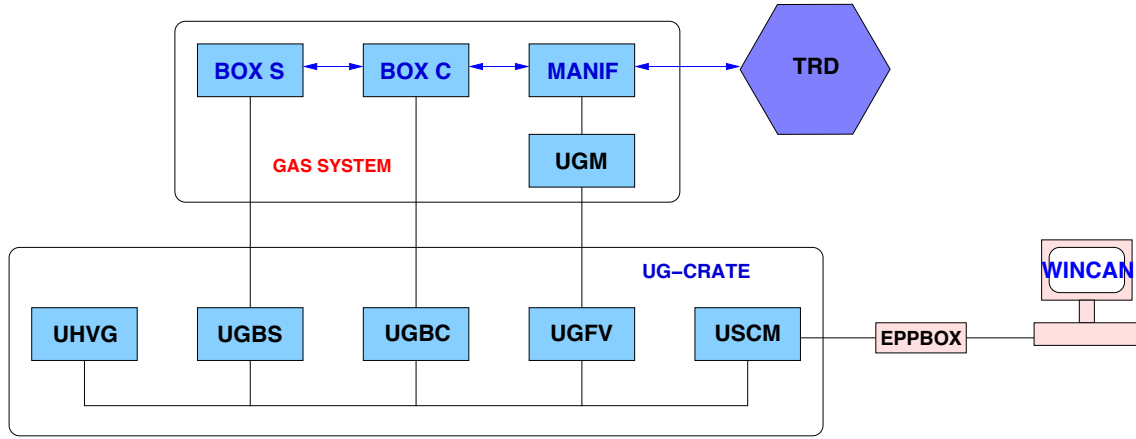 BOX S
BOX C
MANIF
TRD
GAS SYSTEM
UGM
UG–CRATE
WINCAN
UHVG
UGBS
UGBC
UGFV
USCM
EPPBOX